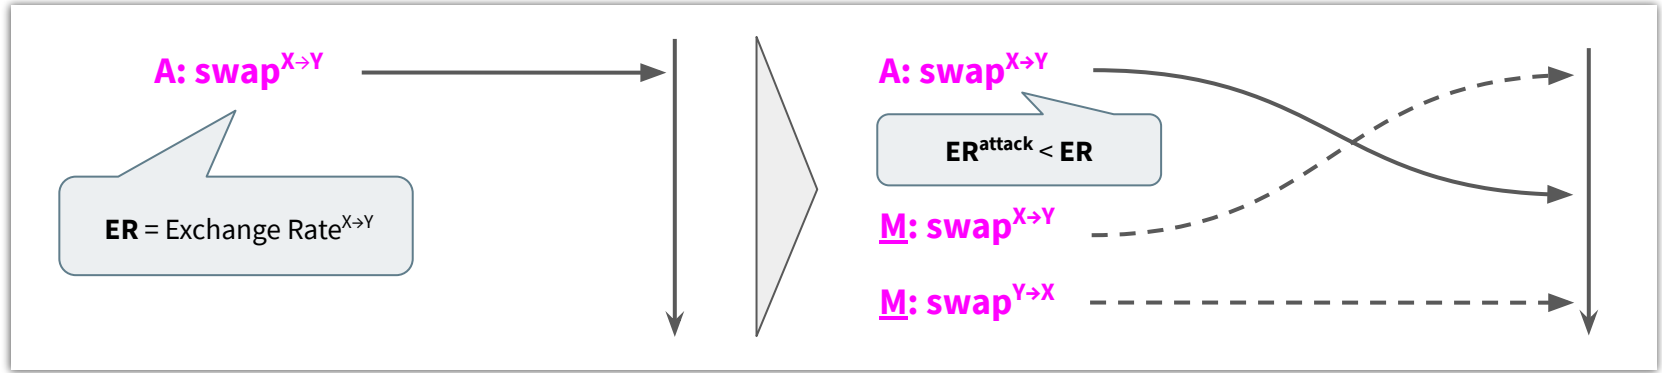 A: swap^X→Y
ER = Exchange Rate^X→Y
A: swap^X→Y
ER^attack < ER
M: swap^X→Y
M: swap^Y→X